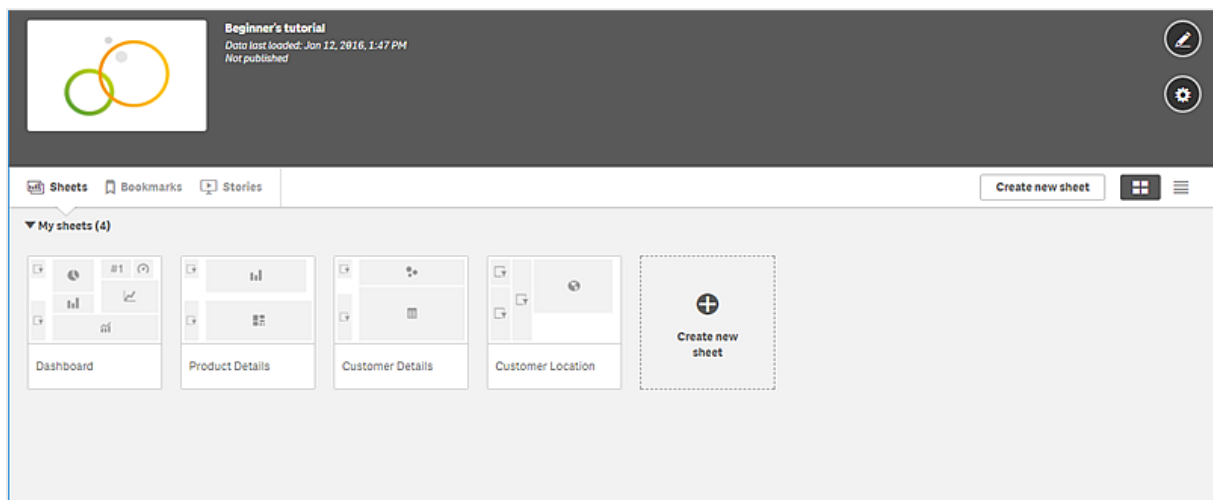 Beginner's tutorial
Data last loaded: Jan 12, 2016, 1:47 PM
Not published
Sheets Bookmarks Stories Create new sheet
My sheets (4)
#1
Dashboard Product Details Customer Details Customer Location Create new
sheet